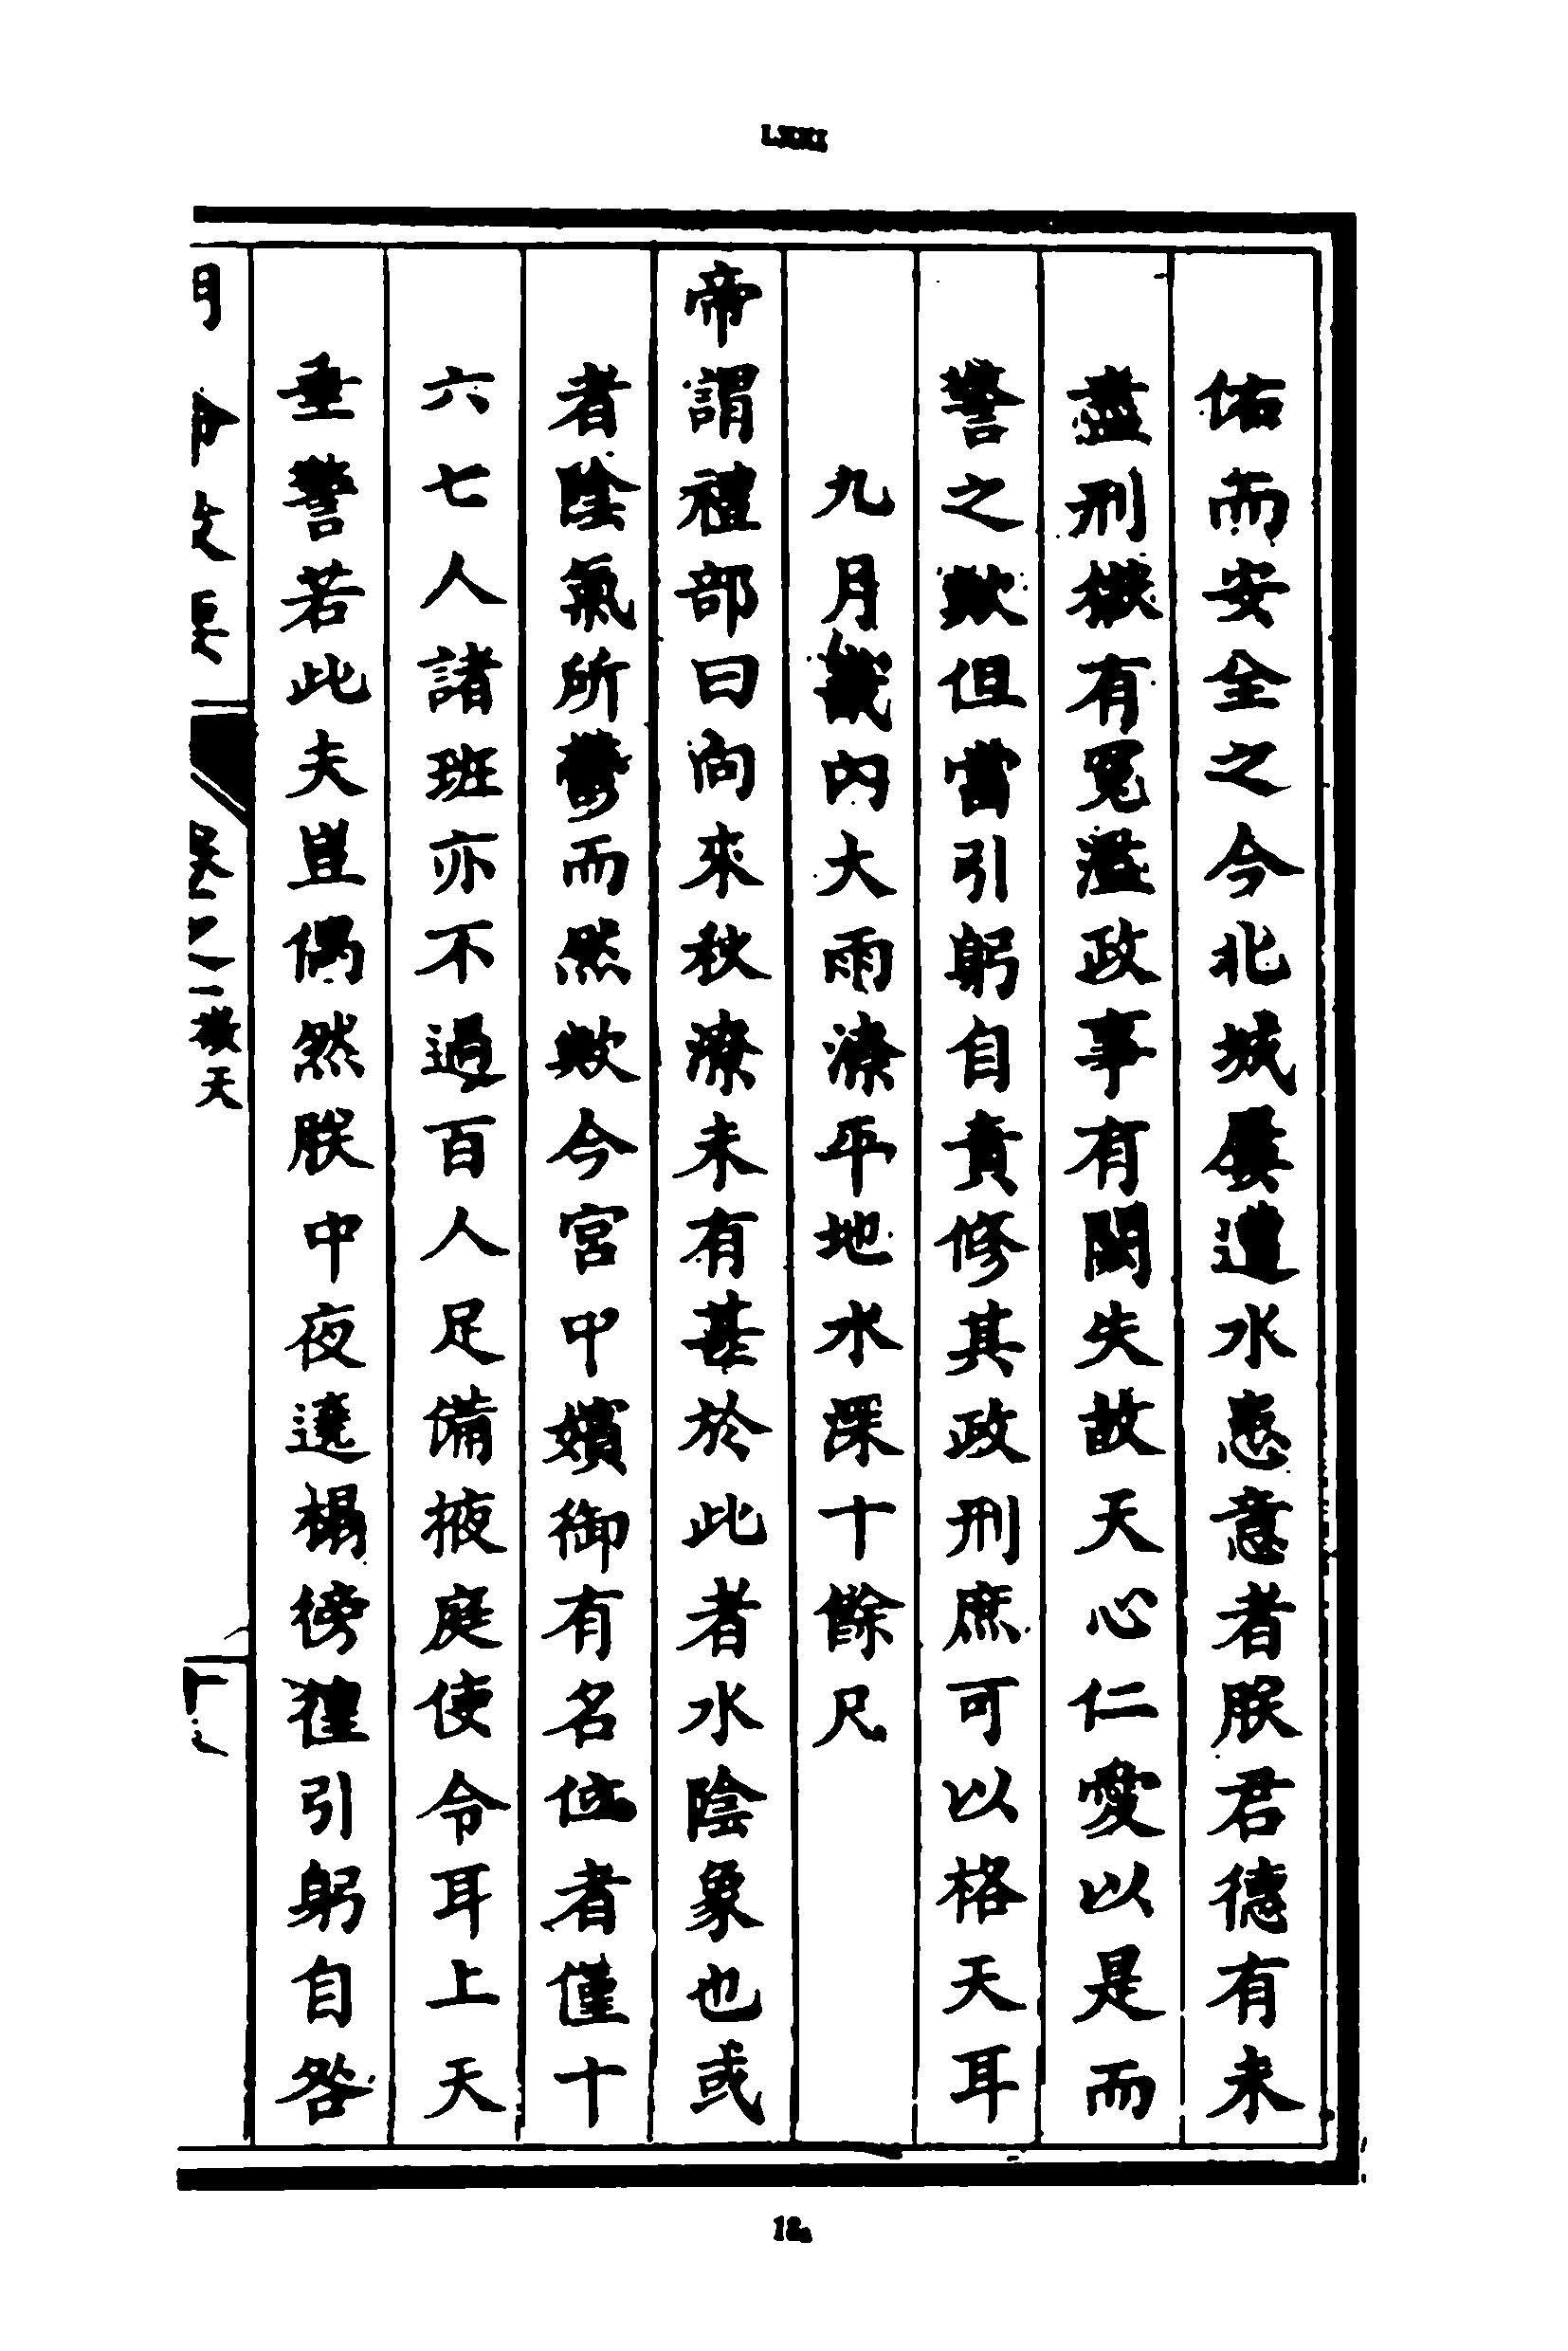 LXXI
佑而安全之今北城屢遭水患意者朕君德有未
盡刑獄有冤濫政事有闕失故天心仁愛以是而
警之歟但當引躬自責修其政刑庶可以格天耳
九月畿內大雨潦平地水深十餘尺
帝謂禮部曰向來秋潦未有甚於此者水陰象也或
者陰氣所鬱而然歟今宮中嬪御有名位者僅十
六七人諸班亦不過百人足備掖庭使令耳上天
垂警若此夫豈偶然朕中夜遶榻徬徨引躬自咎
天
18a